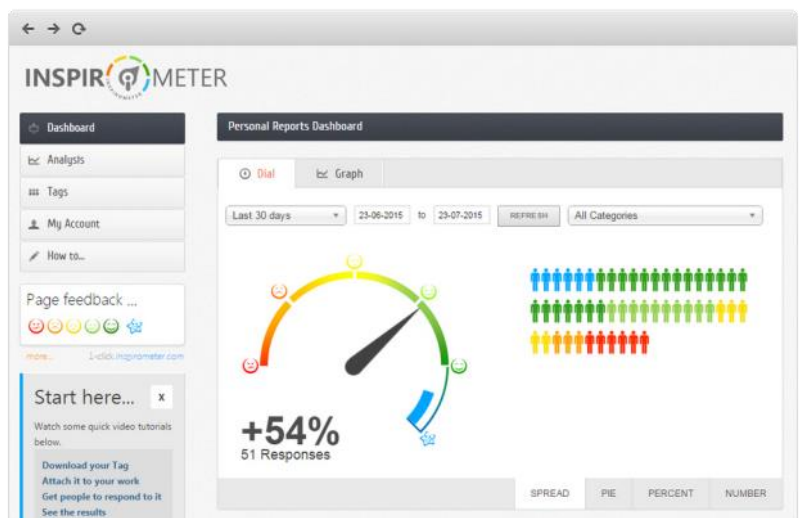 INSPIROMETER
Dashboard
Analysis
Tags
My Account
How to...
Page feedback ...
more...
1-click.inspirometer.com
Start here...
x
Watch some quick video tutorials
below.
Download your Tag
Attach it to your work
Get people to respond to it
See the results
Personal Reports Dashboard
Dial
Graph
Last 30 days
23-06-2015 to 23-07-2015
REFRESH
All Categories
+54%
51 Responses
SPREAD
PIE
PERCENT
NUMBER